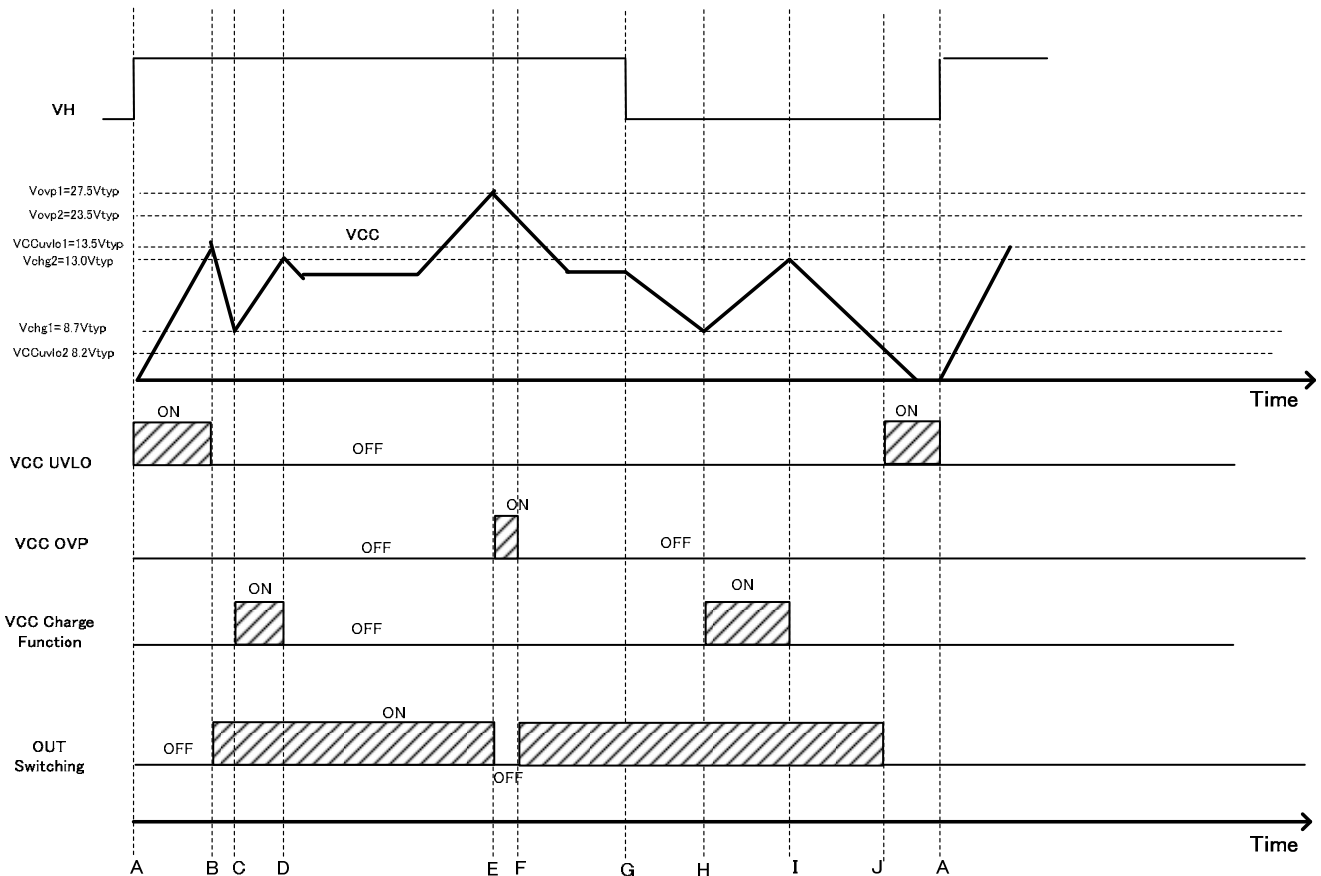 VH
Vovp1=27.5Vtyp
Vovp2=23.5Vtyp
VCCuvlo1=13.5Vtyp
VCC
Vchg2=13.0Vtyp
Vchg1= 8.7Vtyp
VCCuvlo2 8.2Vtyp
Time
ON
ON
VCC UVLO
OFF
ON
VCC OVP
OFF
OFF
ON
ON
VCC Charge
Function
OFF
ON
OUT
Switching
OFF
OFF
Time
A B C D E F G H I J A